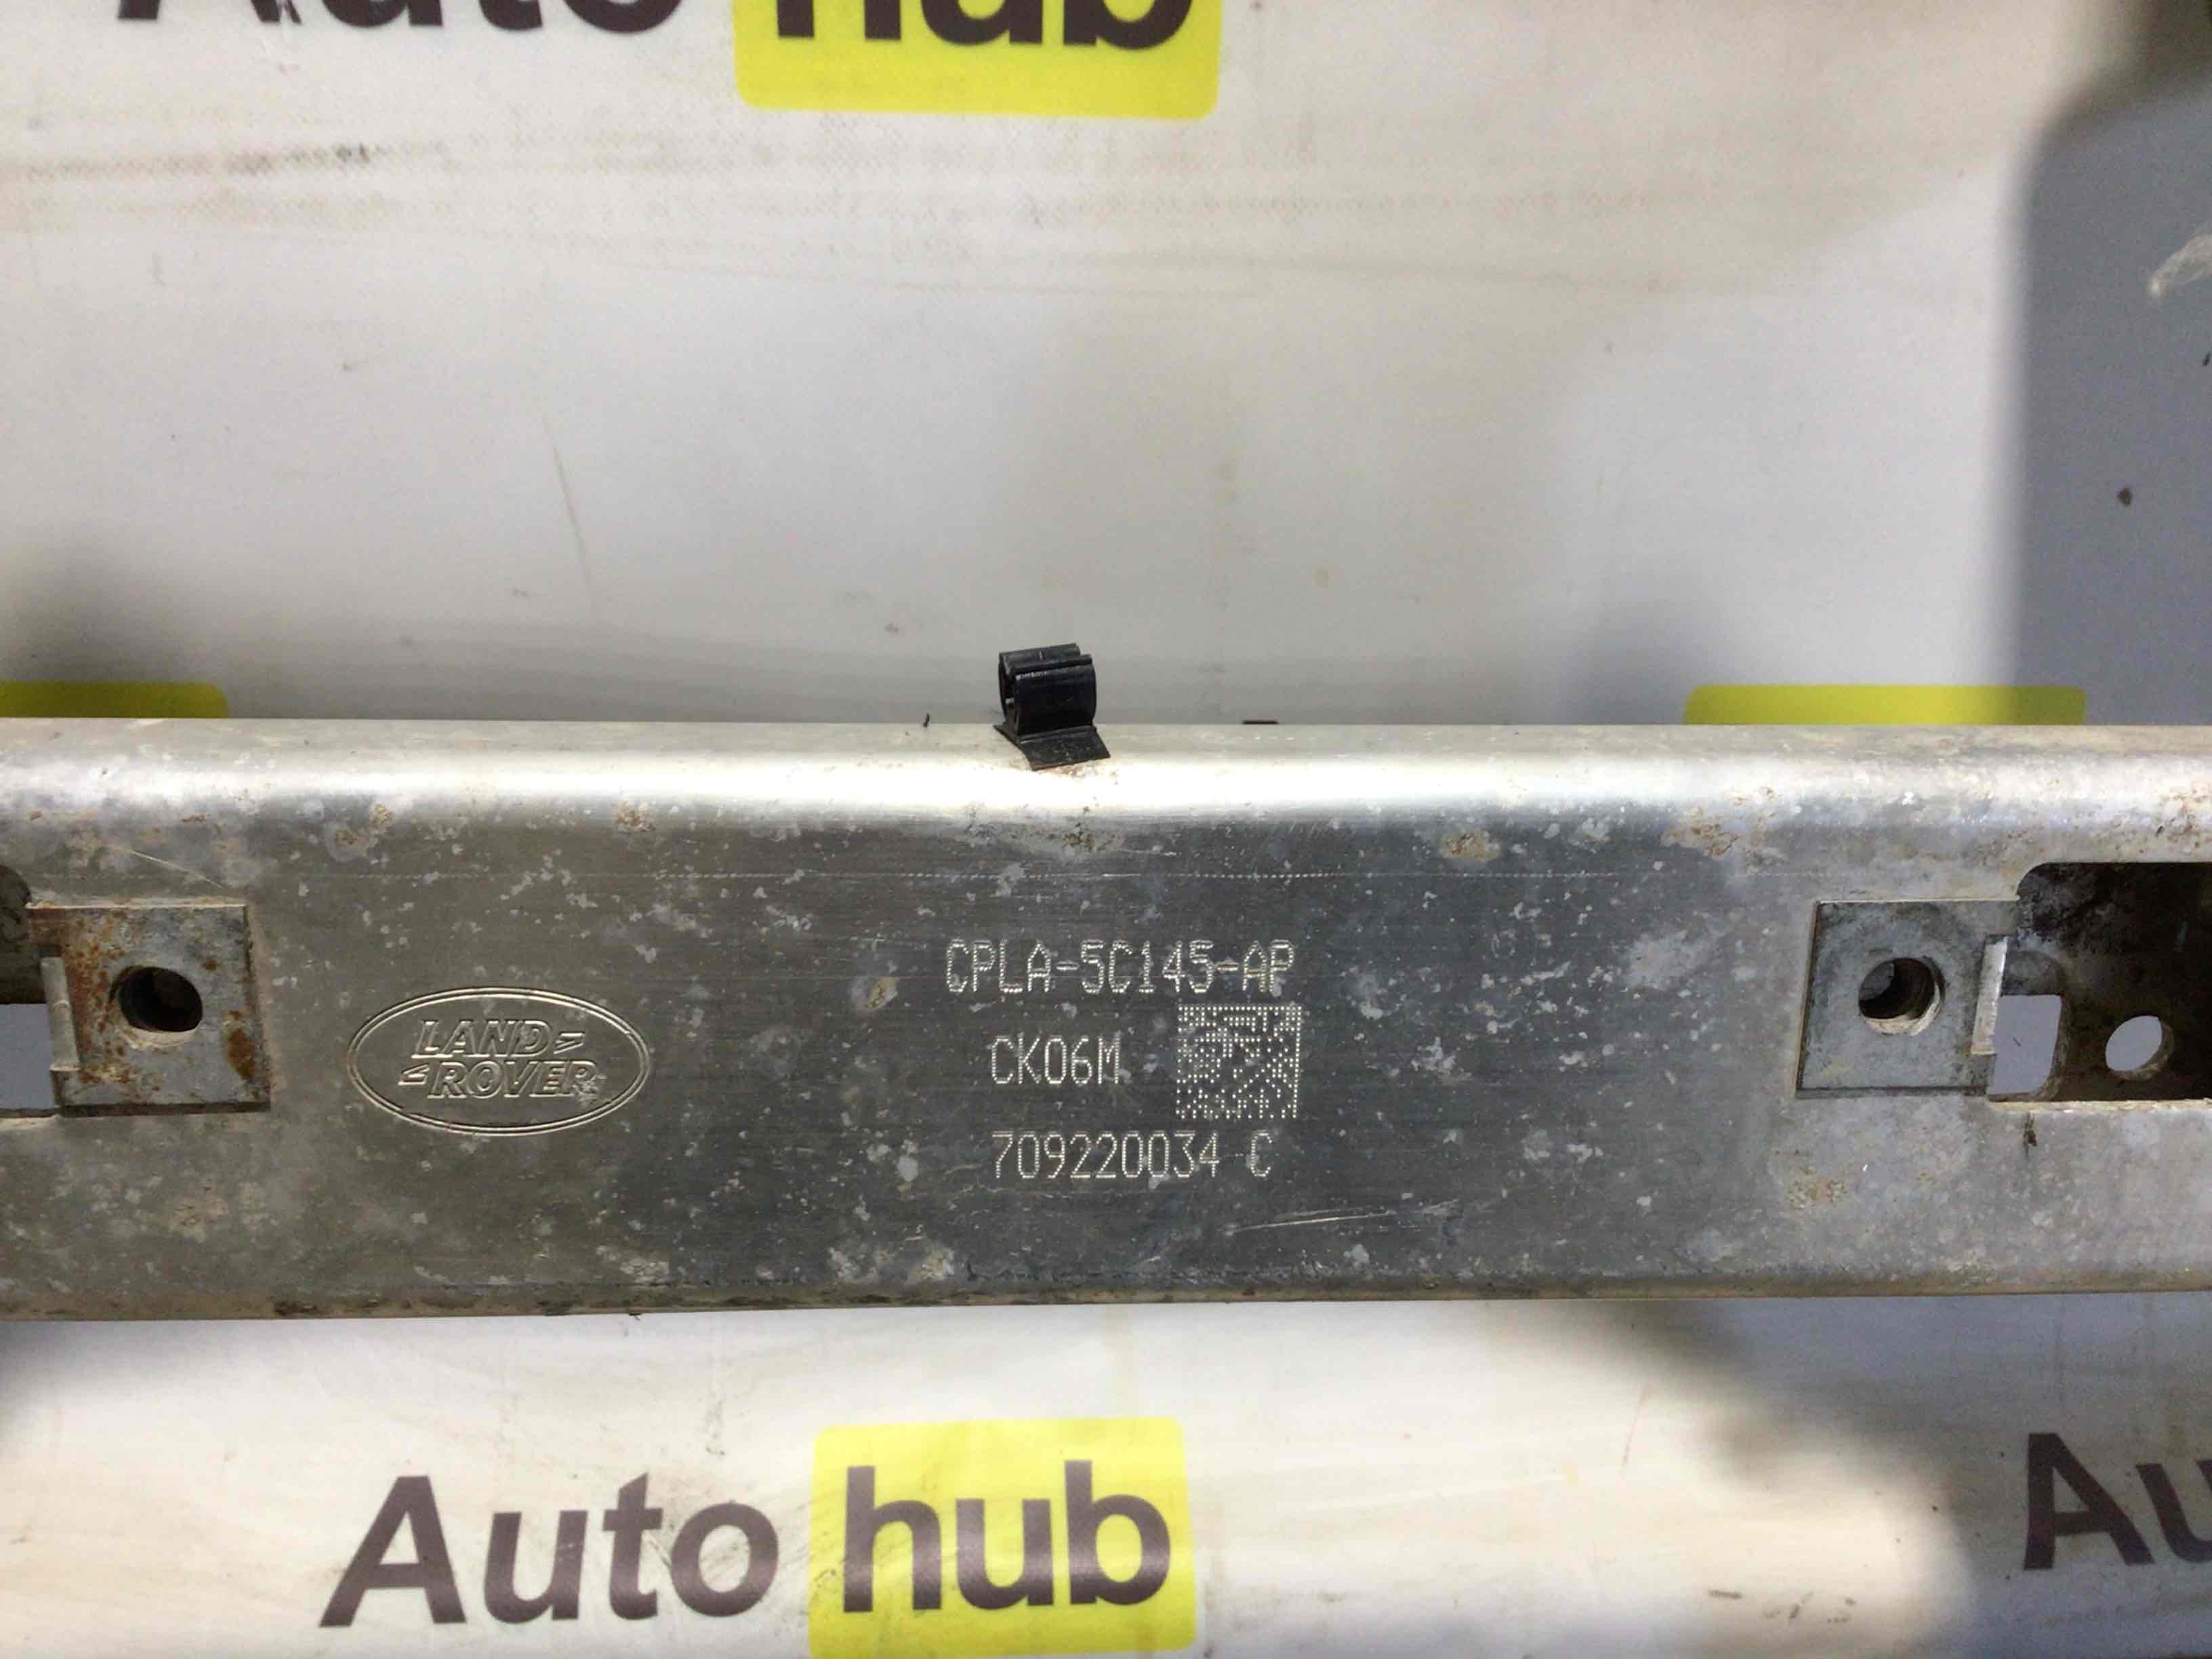 Auto hub
LAND
ROVER
CPLA-5C145-AP
CK06M
709220034 C
Auto hub
Au